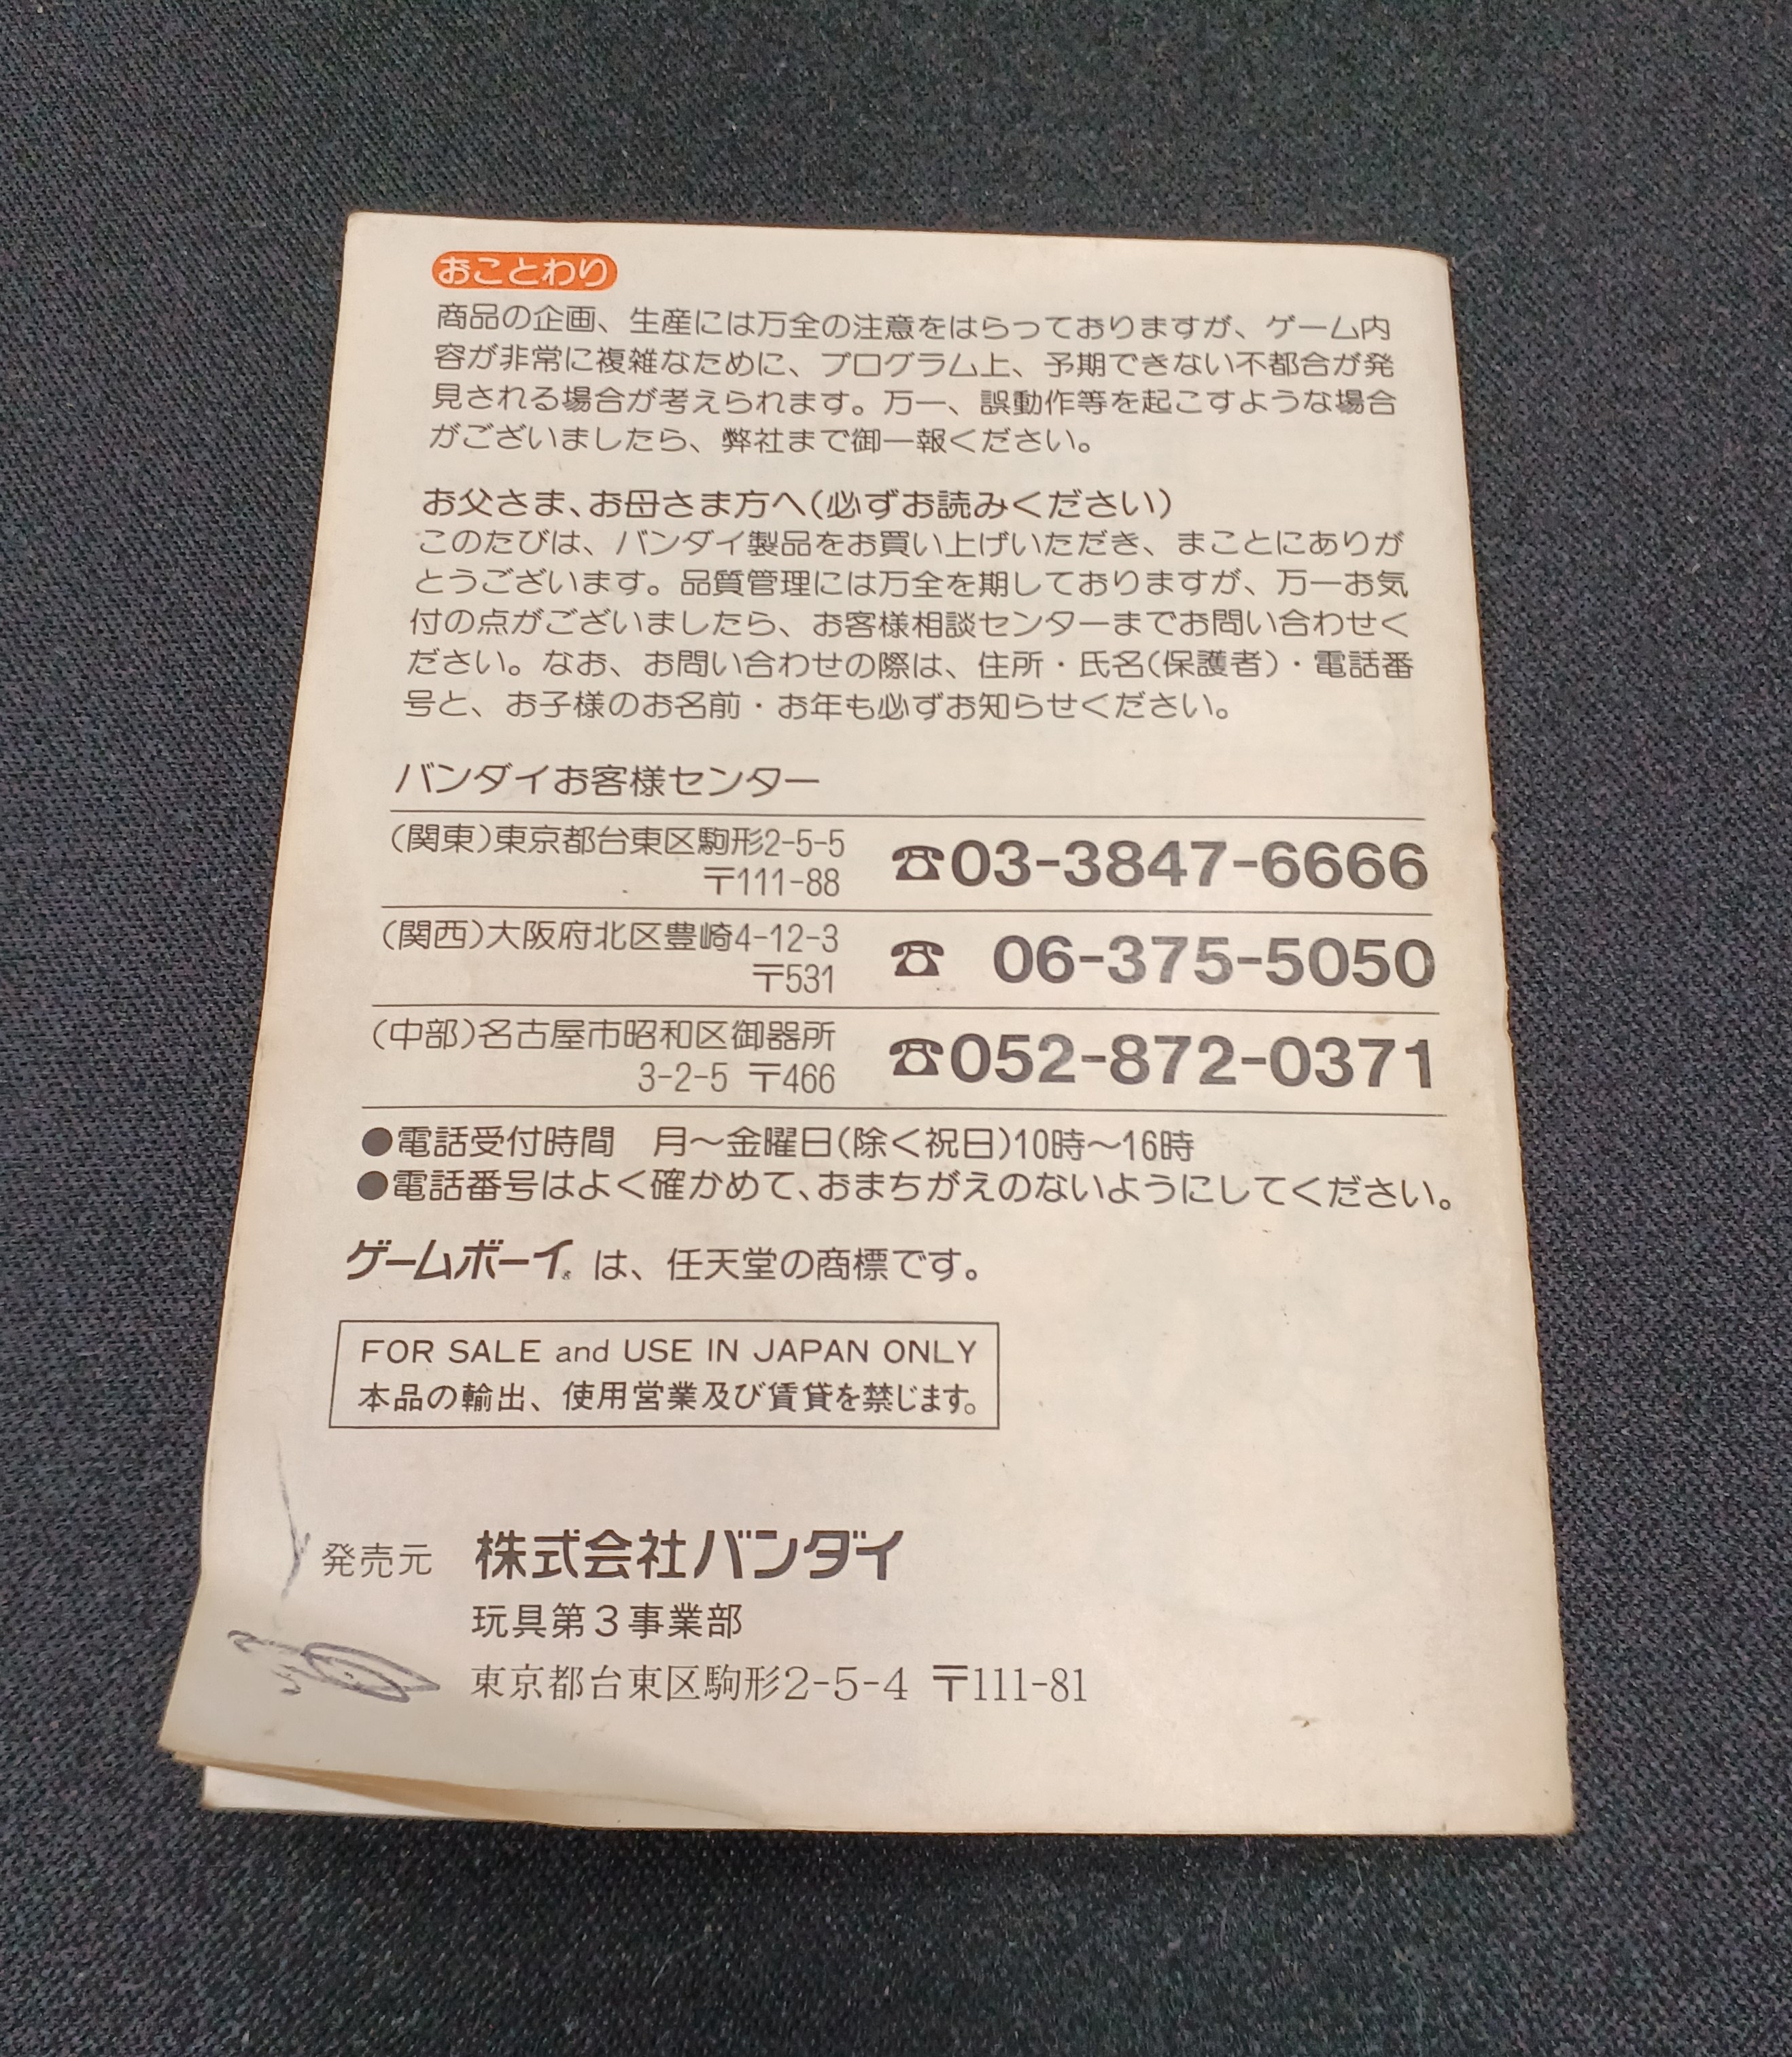 おことわり
商品の企画、生産には万全の注意をはらっておりますが、ゲーム内
容が非常に複雑なために、プログラム上、予期できない不都合が発
見される場合が考えられます。万一、誤動作等を起こすような場合
がございましたら、弊社まで御一報ください。
お父さま、お母さま方へ(必ずお読みください)
このたびは、バンダイ製品をお買い上げいただき、まことにありが
とうございます。品質管理には万全を期しておりますが、万一お気
付の点がございましたら、お客様相談センターまでお問い合わせく
ださい。なお、お問い合わせの際は、住所・氏名(保護者)・電話番
号と、お子様のお名前・お年も必ずお知らせください。
バンダイお客様センター
(関東)東京都台東区駒形2-5-5
〒111-88
☎03-3847-6666
(関西)大阪府北区豊崎4-12-3
〒531
☎ 06-375-5050
(中部)名古屋市昭和区御器所
3-2-5 〒466
☎052-872-0371
●電話受付時間 月〜金曜日(除く祝日)10時〜16時
●電話番号はよく確かめて、おまちがえのないようにしてください。
ゲームボーイ は、任天堂の商標です。
FOR SALE and USE IN JAPAN ONLY
本品の輸出、使用営業及び賃貸を禁じます。
発売元 株式会社バンダイ
玩具第3事業部
東京都台東区駒形2-5-4 〒111-81